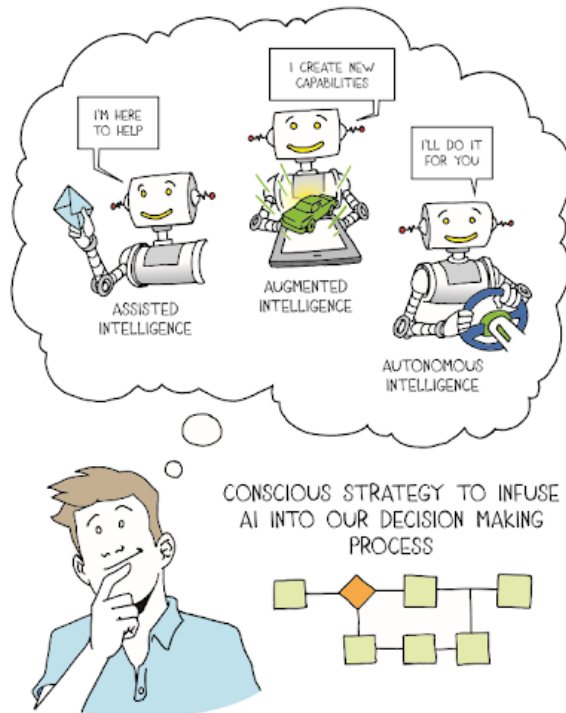 I'M HERE
TO HELP
ASSISTED
INTELLIGENCE
I CREATE NEW
CAPABILITIES
AUGMENTED
INTELLIGENCE
I'LL DO IT
FOR YOU
AUTONOMOUS
INTELLIGENCE
CONSCIOUS STRATEGY TO INFUSE
AI INTO OUR DECISION MAKING
PROCESS